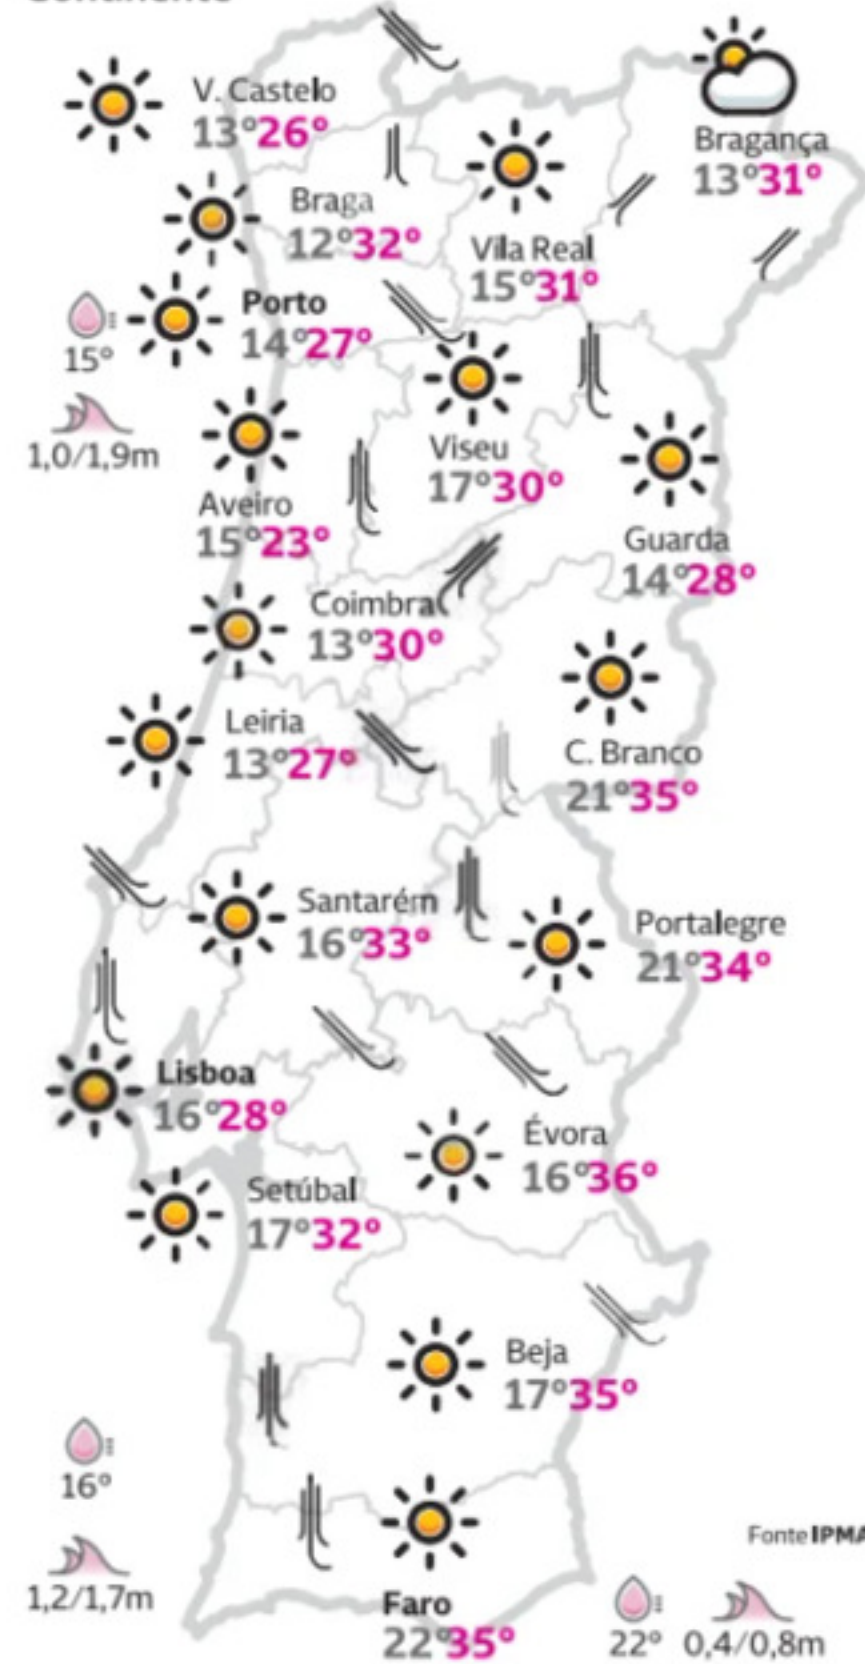 Continente
V. Castelo
13° 26°
Bragança
13° 31°
Braga
12° 32°
Vila Real
15° 31°
Porto
14° 27°
15°
1,0/1,9m
Viseu
17° 30°
Aveiro
15° 23°
Guarda
14° 28°
Coimbra
13° 30°
Leiria
13° 27°
C. Branco
21° 35°
Santarém
16° 33°
Portalegre
21° 34°
Lisboa
16° 28°
Évora
16° 36°
Setúbal
17° 32°
Beja
17° 35°
16°
1,2/1,7m
Fonte IPMA
Faro
22° 35°
22° 0,4/0,8m